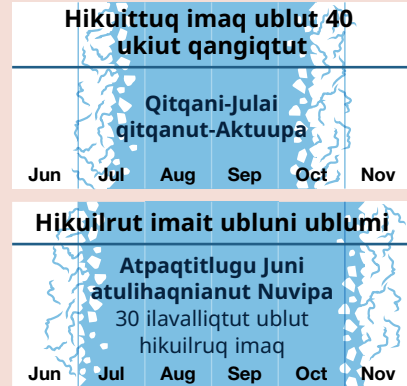 Hikuittuq imaq ublut 40
ukiut qangiqtut
Qitqani-Julai
qitqanut-Aktuupa
Jun Jul Aug Sep Oct Nov
Hikuilrut imait ubluni ublumi
Atpaqtitlugu Juni
atulihaqnianut Nuvipa
30 ilavalliqtut ublut
hikuilruq imaq
Jun Jul Aug Sep Oct Nov